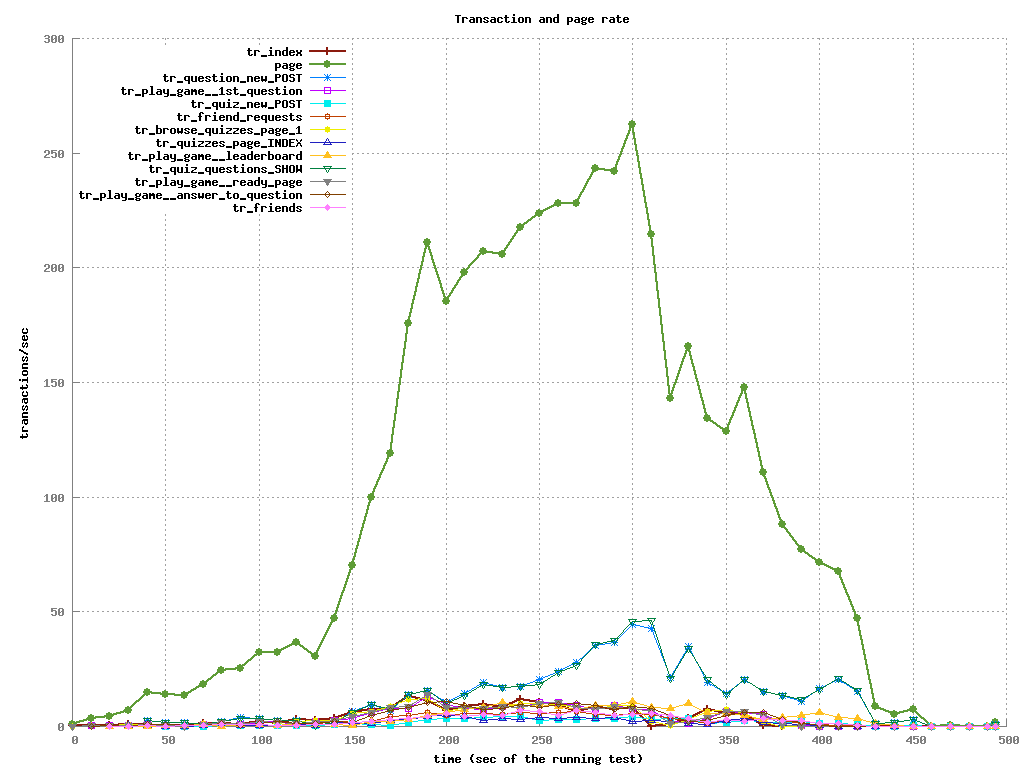 Transaction and page rate
300
250
200
150
100
50
0
transactions/sec
tr_index
page
tr_question_new_POST
tr_play_game__1st_question
tr_quiz_new_POST
tr_friend_requests
tr_browse_quizzes_page_1
tr_quizzes_page_INDEX
tr_play_game__leaderboard
tr_quiz_questions_SHOW
tr_play_game__ready_page
tr_play_game__answer_to_question
tr_friends
0 50 100 150 200 250 300 350 400 450 500
time (sec of the running test)